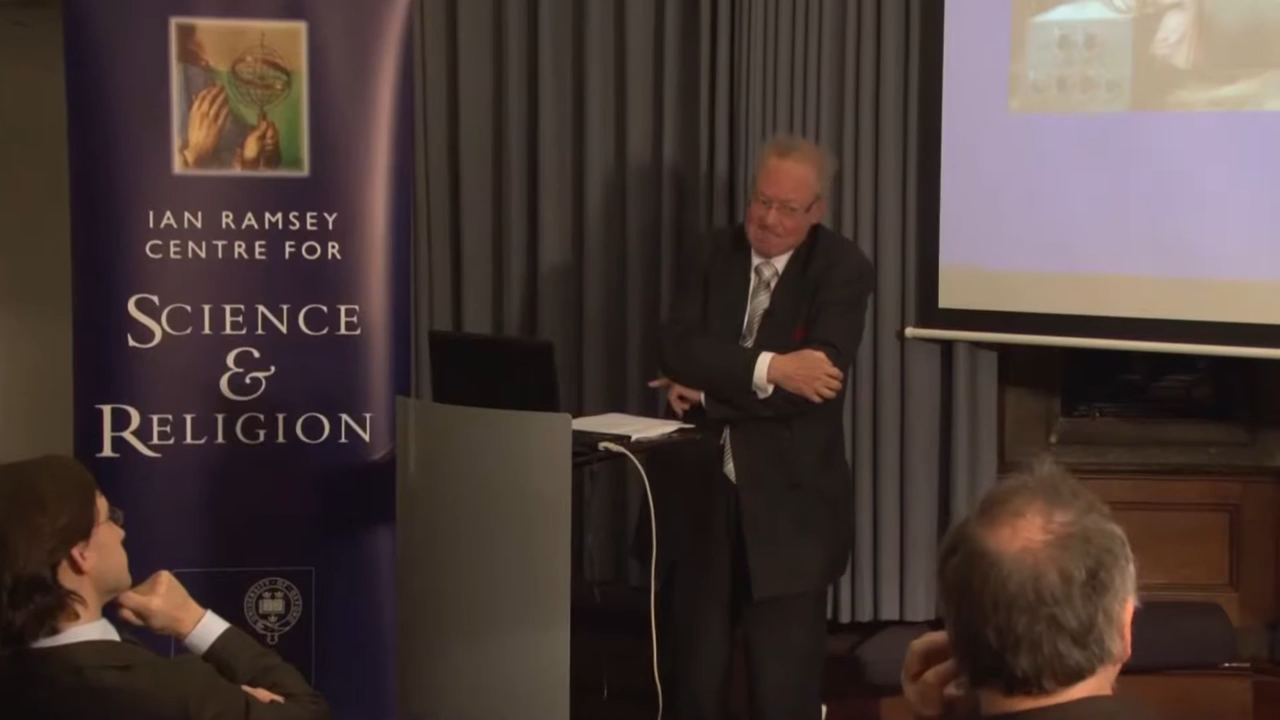 IAN RAMSEY
CENTRE FOR
SCIENCE
&
RELIGION